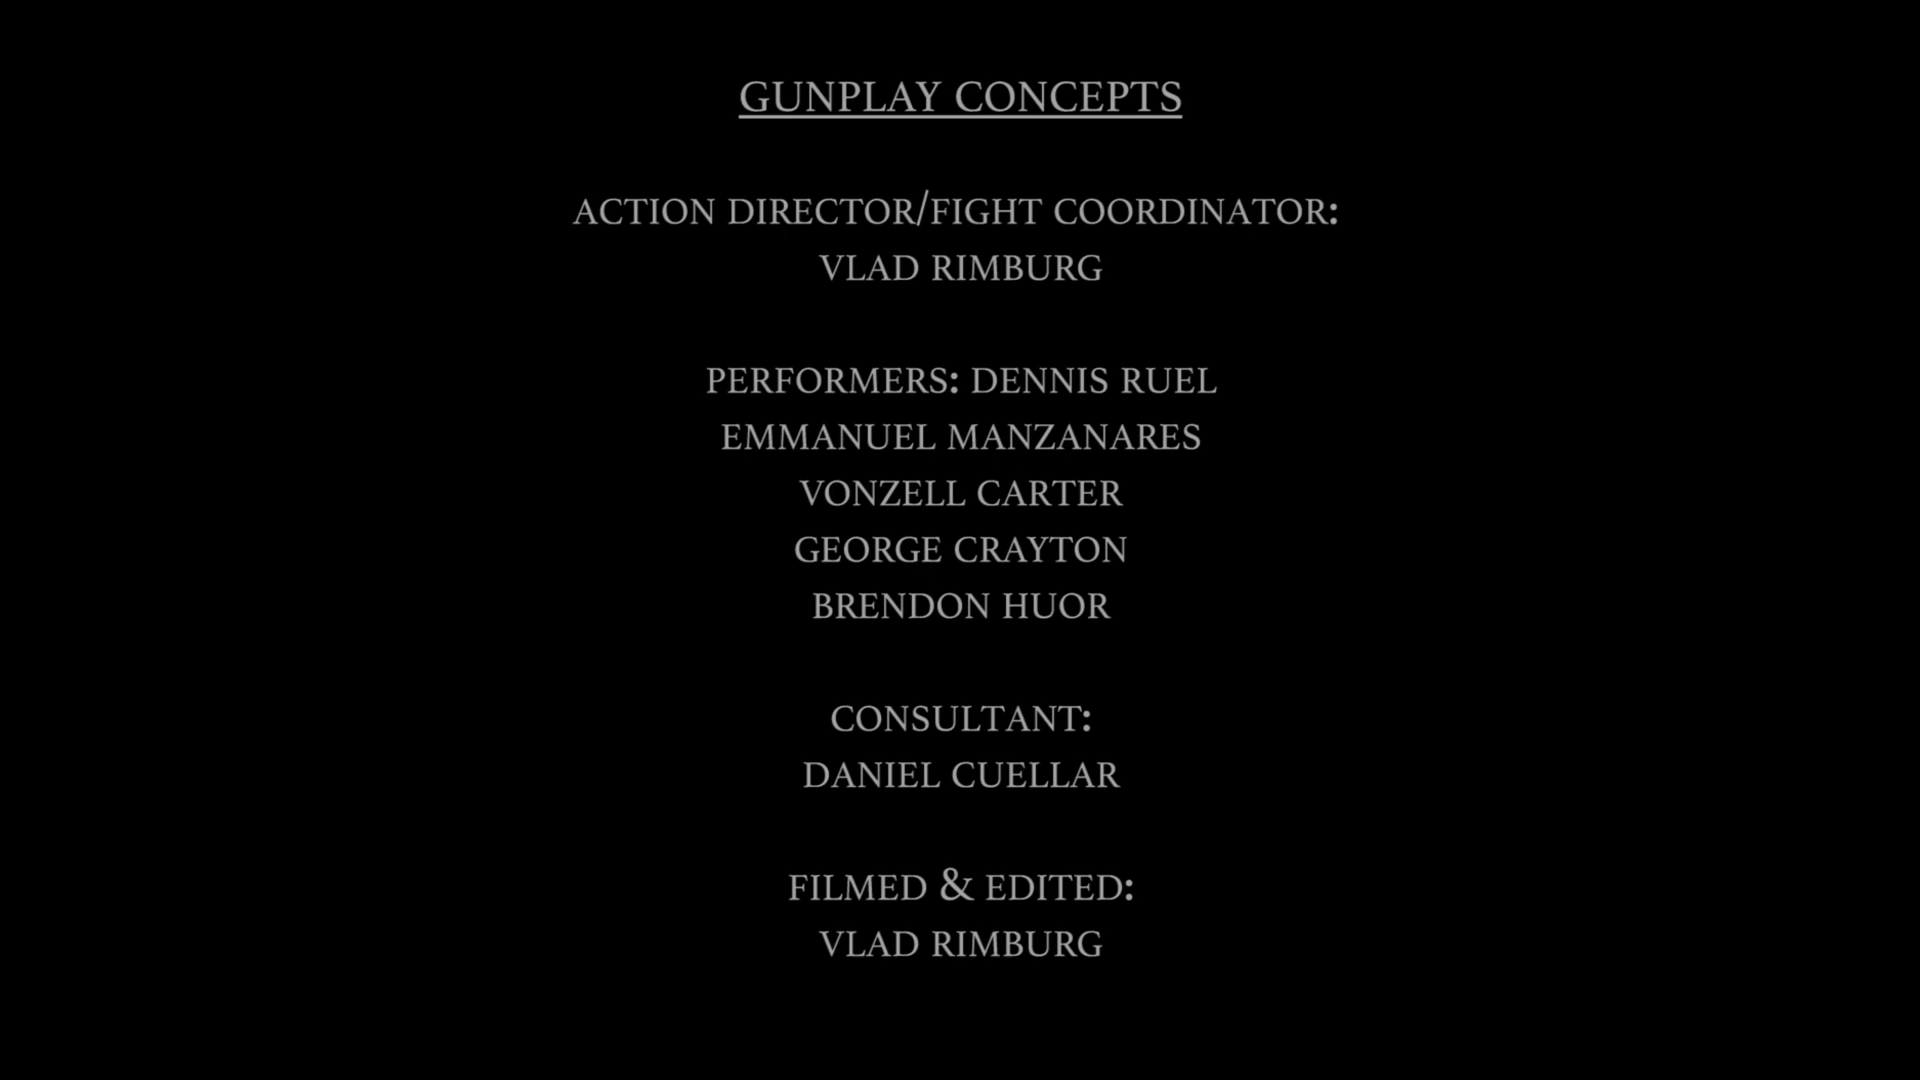 GUNPLAY CONCEPTS
ACTION DIRECTOR/FIGHT COORDINATOR:
VLAD RIMBURG
PERFORMERS: DENNIS RUEL
EMMANUEL MANZANARES
VONZELL CARTER
GEORGE CRAYTON
BRENDON HUOR
CONSULTANT:
DANIEL CUELLAR
FILMED & EDITED:
VLAD RIMBURG